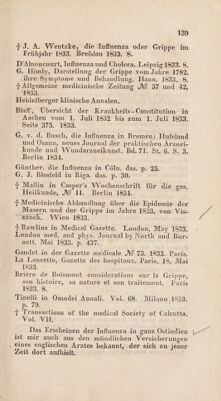 139
† J. A. Wentzke, die Influenza oder Grippe im
Frühjahr 1833. Breslau 1833. 8.
D'Alnoncourt, Influenza und Cholera. Leipzig 1833. 8.
G. Himly, Darstellung der Grippe vom Jahre 1782.
ihre Symptome und Behandlung. Hann. 1833. 8.
† Allgemeine medicinische Zeitung № 37 und 42,
1833.
Heidelberger klinische Annalen.
Bluff, Übersicht der Krankheits-Constitution in
Aachen vom 1. Juli 1832 bis zum 1. Juli 1833.
Seite 375. 1833.
G. v. d. Busch, die Influenza in Bremen; Hufeland und
Osann, neues Journal der praktischen Arznei-
kunde und Wundarzneikunst. Bd. 71. St. 6. S. 3.
Berlin 1834.
Günther, die Influenza in Cöln. das. p. 25.
G. J. Blosfeld in Riga. das. p. 30.
† Mallin in Casper's Wochenschrift für die ges.
Heilkunde. № 11. Berlin 1834.
† Medicinische Abhandlung über die Epidemie der
Masern und der Grippe im Jahre 1833, von Vis-
zanick. Wien 1833.
† Rawlins in Medical Gazette. London, May 1833.
London med. and phys. Journal by North and Bur-
nett. Mai 1833. p. 437.
Gaudet in der Gazette médicale № 73. 1833. Paris.
La Lancette, Gazette des hospitaux. Paris, 18. Mai
1833.
Brière de Boismont considérations sur la Grippe,
son histoire, sa nature et son traitement. Paris
1833. 8.
Tinelli in Omodei Annali. Vol. 68. Milano 1833.
p. 79.
† Transactions of the medical Society of Calcutta.
Vol. VII.
Das Erscheinen der Influenza in ganz Ostindien
ist mir auch aus den mündlichen Versicherungen
eines englischen Arztes bekannt, der sich zu jener
Zeit dort aufhielt.